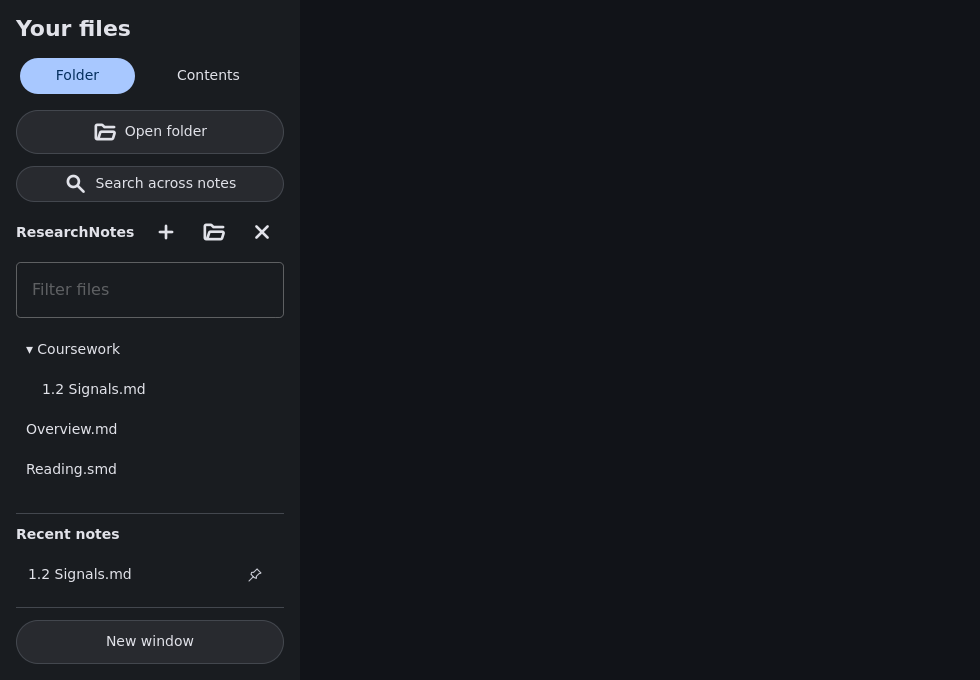 Your files
Folder
Contents
Open folder
Search across notes
ResearchNotes
Filter files
▾ Coursework
1.2 Signals.md
Overview.md
Reading.smd
Recent notes
1.2 Signals.md
New window